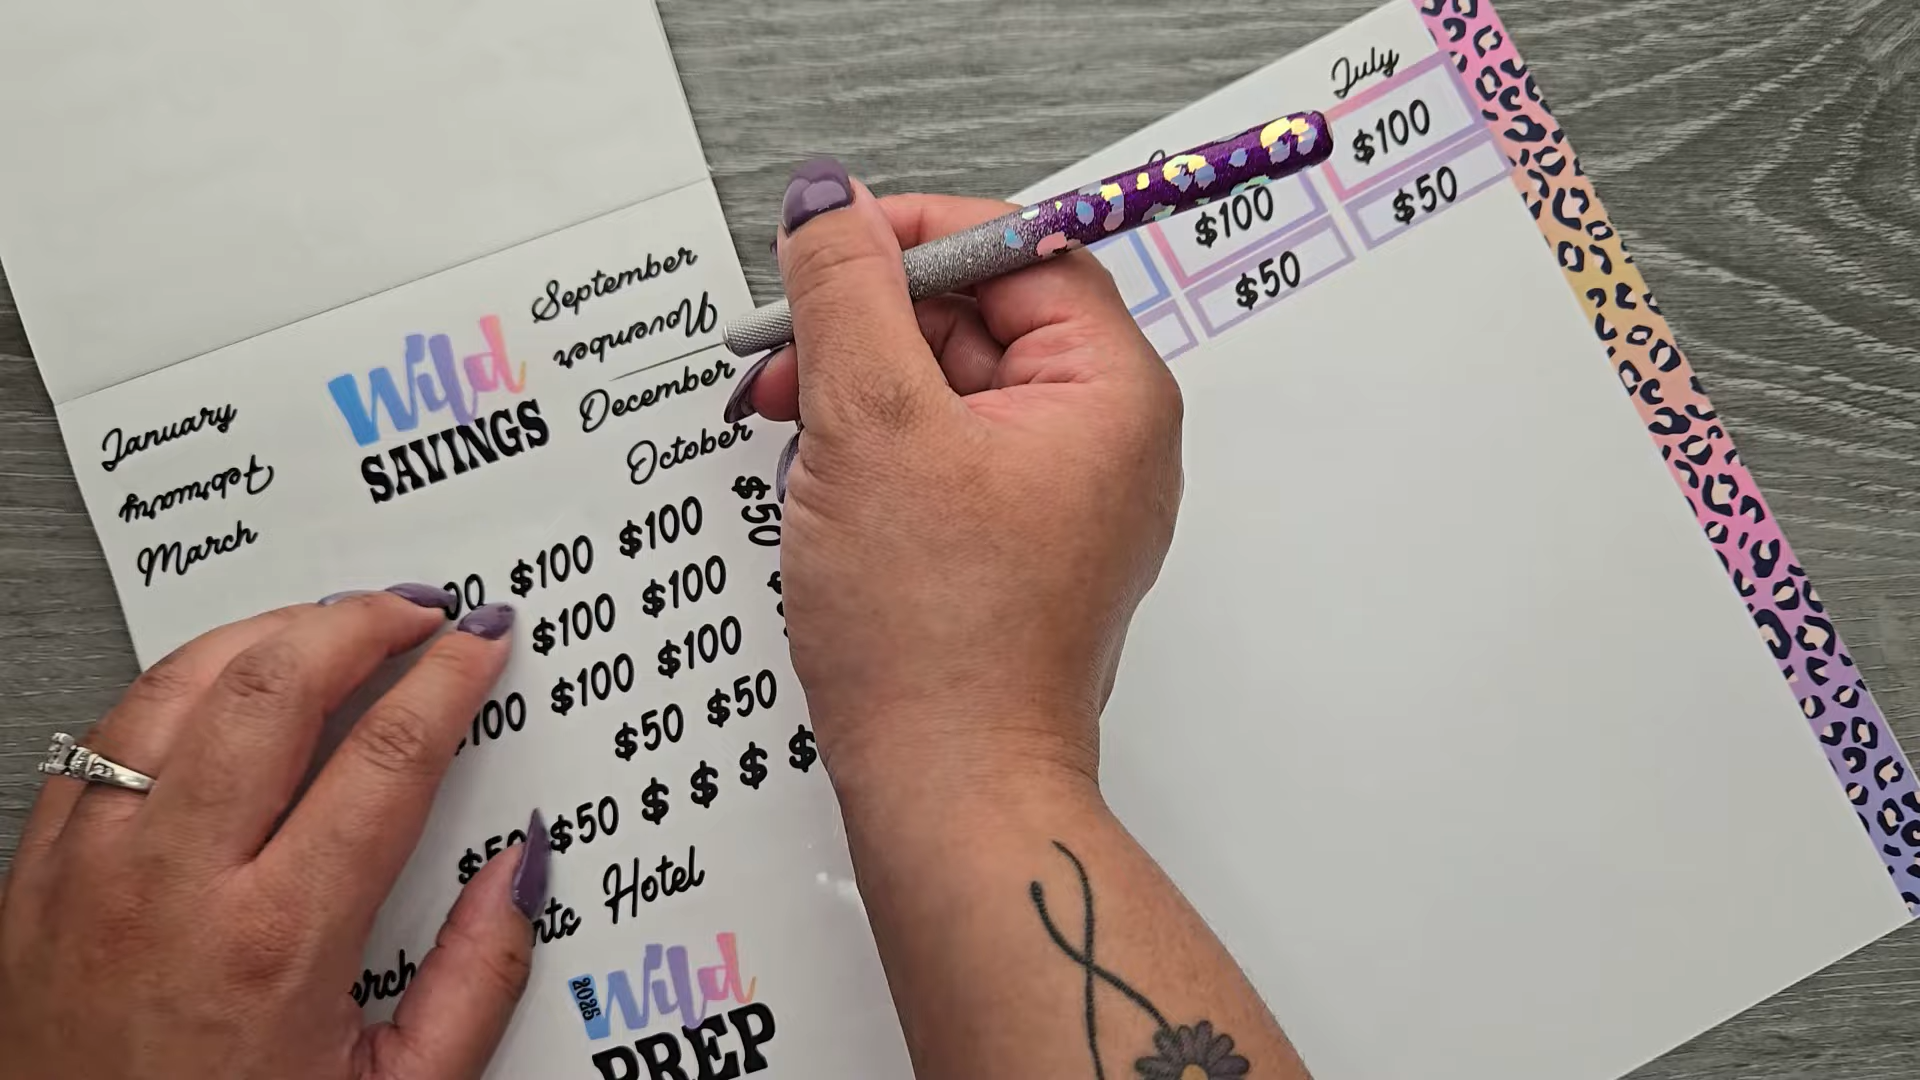 January
February
March
Wild
SAVINGS
September
November
December
October
$100 $100
$50
$100 $100
$100 $100 $100
$50 $50
$50 $50 $ $ $ $
Hotel
2025
Wild
PREP
July
$100
$50
$100
$50